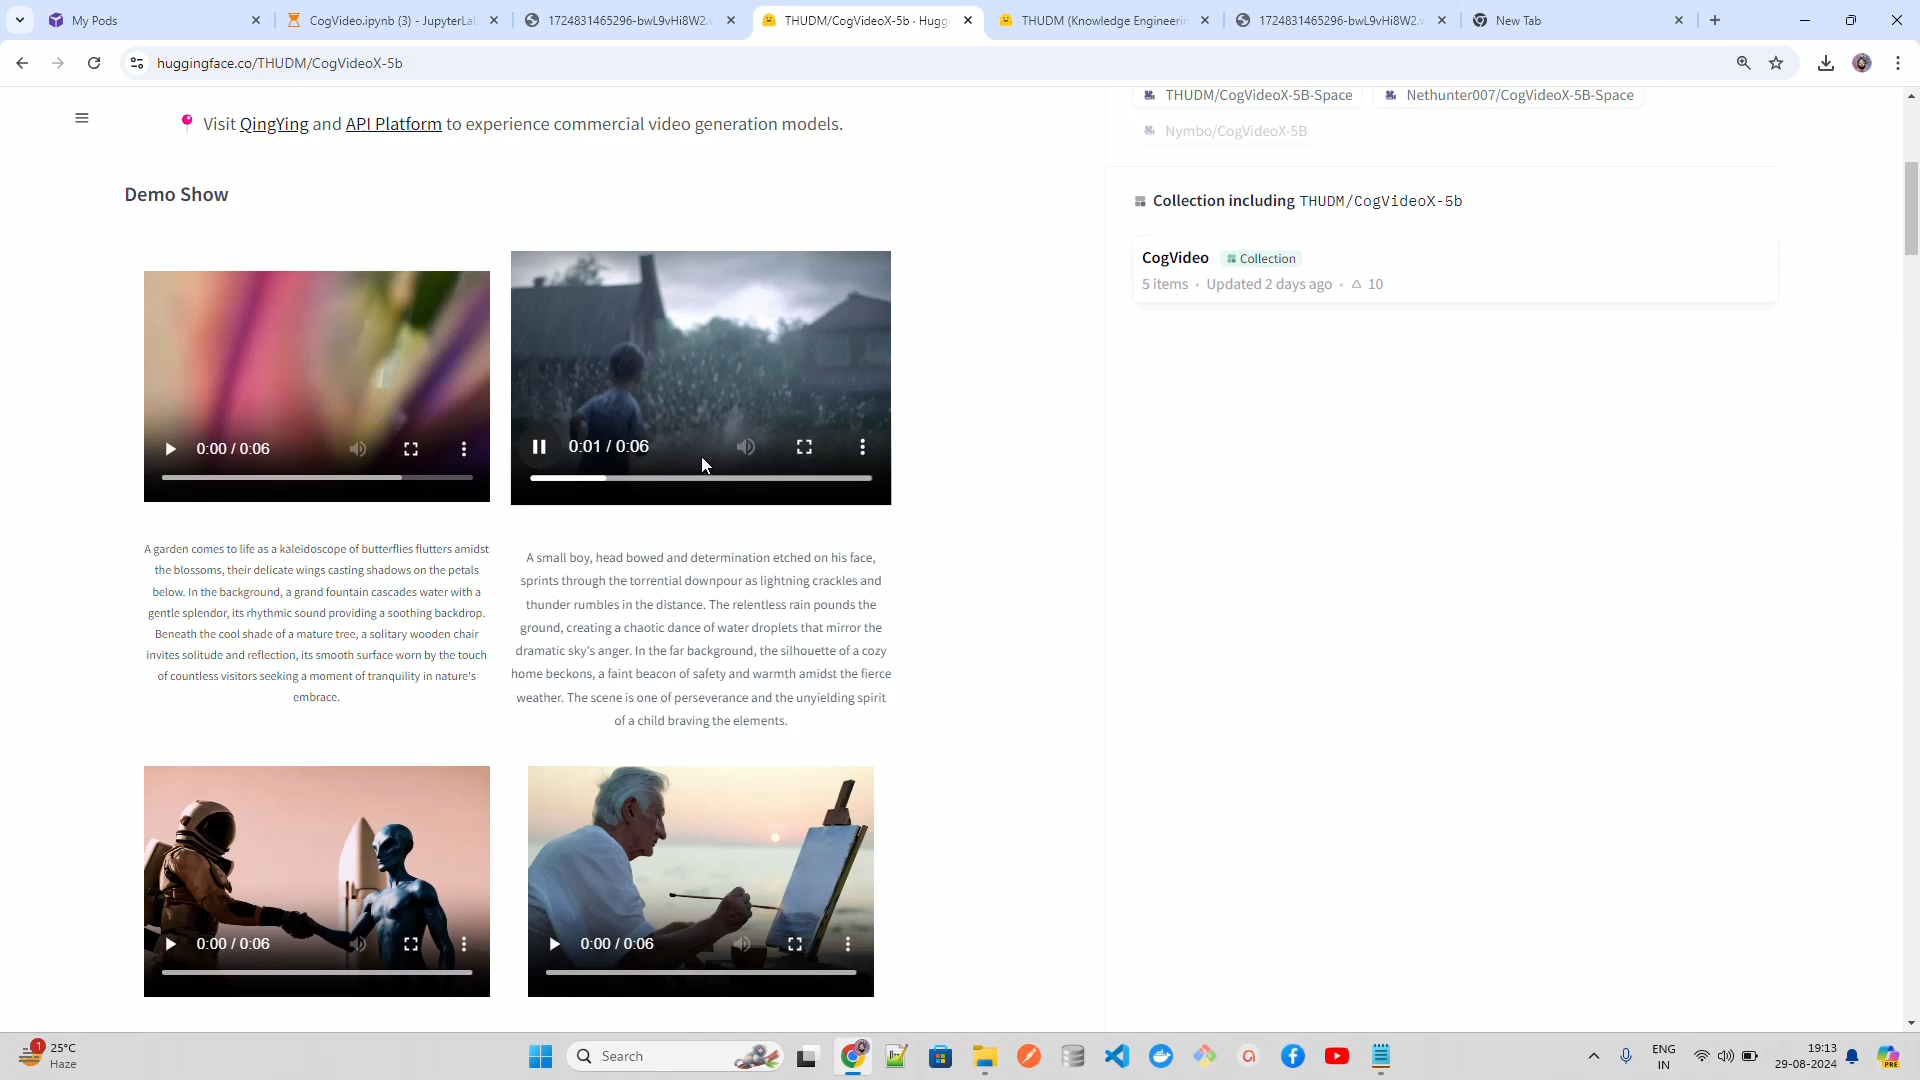 My Pods
CogVideo.ipynb (3) - JupyterLa
1724831465296-bwL9vHi8W2.
THUDM/CogVideoX-5b · Hugg
THUDM (Knowledge Engineerin
1724831465296-bwL9vHi8W2.
New Tab
huggingface.co/THUDM/CogVideoX-5b
Visit QingYing and API Platform to experience commercial video generation models.
Demo Show
0:00 / 0:06
0:01 / 0:06
A garden comes to life as a kaleidoscope of butterflies flutters amidst
the blossoms, their delicate wings casting shadows on the petals
below. In the background, a grand fountain cascades water with a
gentle splendor, its rhythmic sound providing a soothing backdrop.
Beneath the cool shade of a mature tree, a solitary wooden chair
invites solitude and reflection, its smooth surface worn by the touch
of countless visitors seeking a moment of tranquility in nature's
embrace.
A small boy, head bowed and determination etched on his face,
sprints through the torrential downpour as lightning crackles and
thunder rumbles in the distance. The relentless rain pounds the
ground, creating a chaotic dance of water droplets that mirror the
dramatic sky's anger. In the far background, the silhouette of a cozy
home beckons, a faint beacon of safety and warmth amidst the fierce
weather. The scene is one of perseverance and the unyielding spirit
of a child braving the elements.
0:00 / 0:06
0:00 / 0:06
THUDM/CogVideoX-5B-Space
Nethunter007/CogVideoX-5B-Space
Nymbo/CogVideoX-5B
Collection including THUDM/CogVideoX-5b
CogVideo Collection
5 items • Updated 2 days ago • 10
1
25°C
Haze
Search
ENG
IN
19:13
29-08-2024
PRE